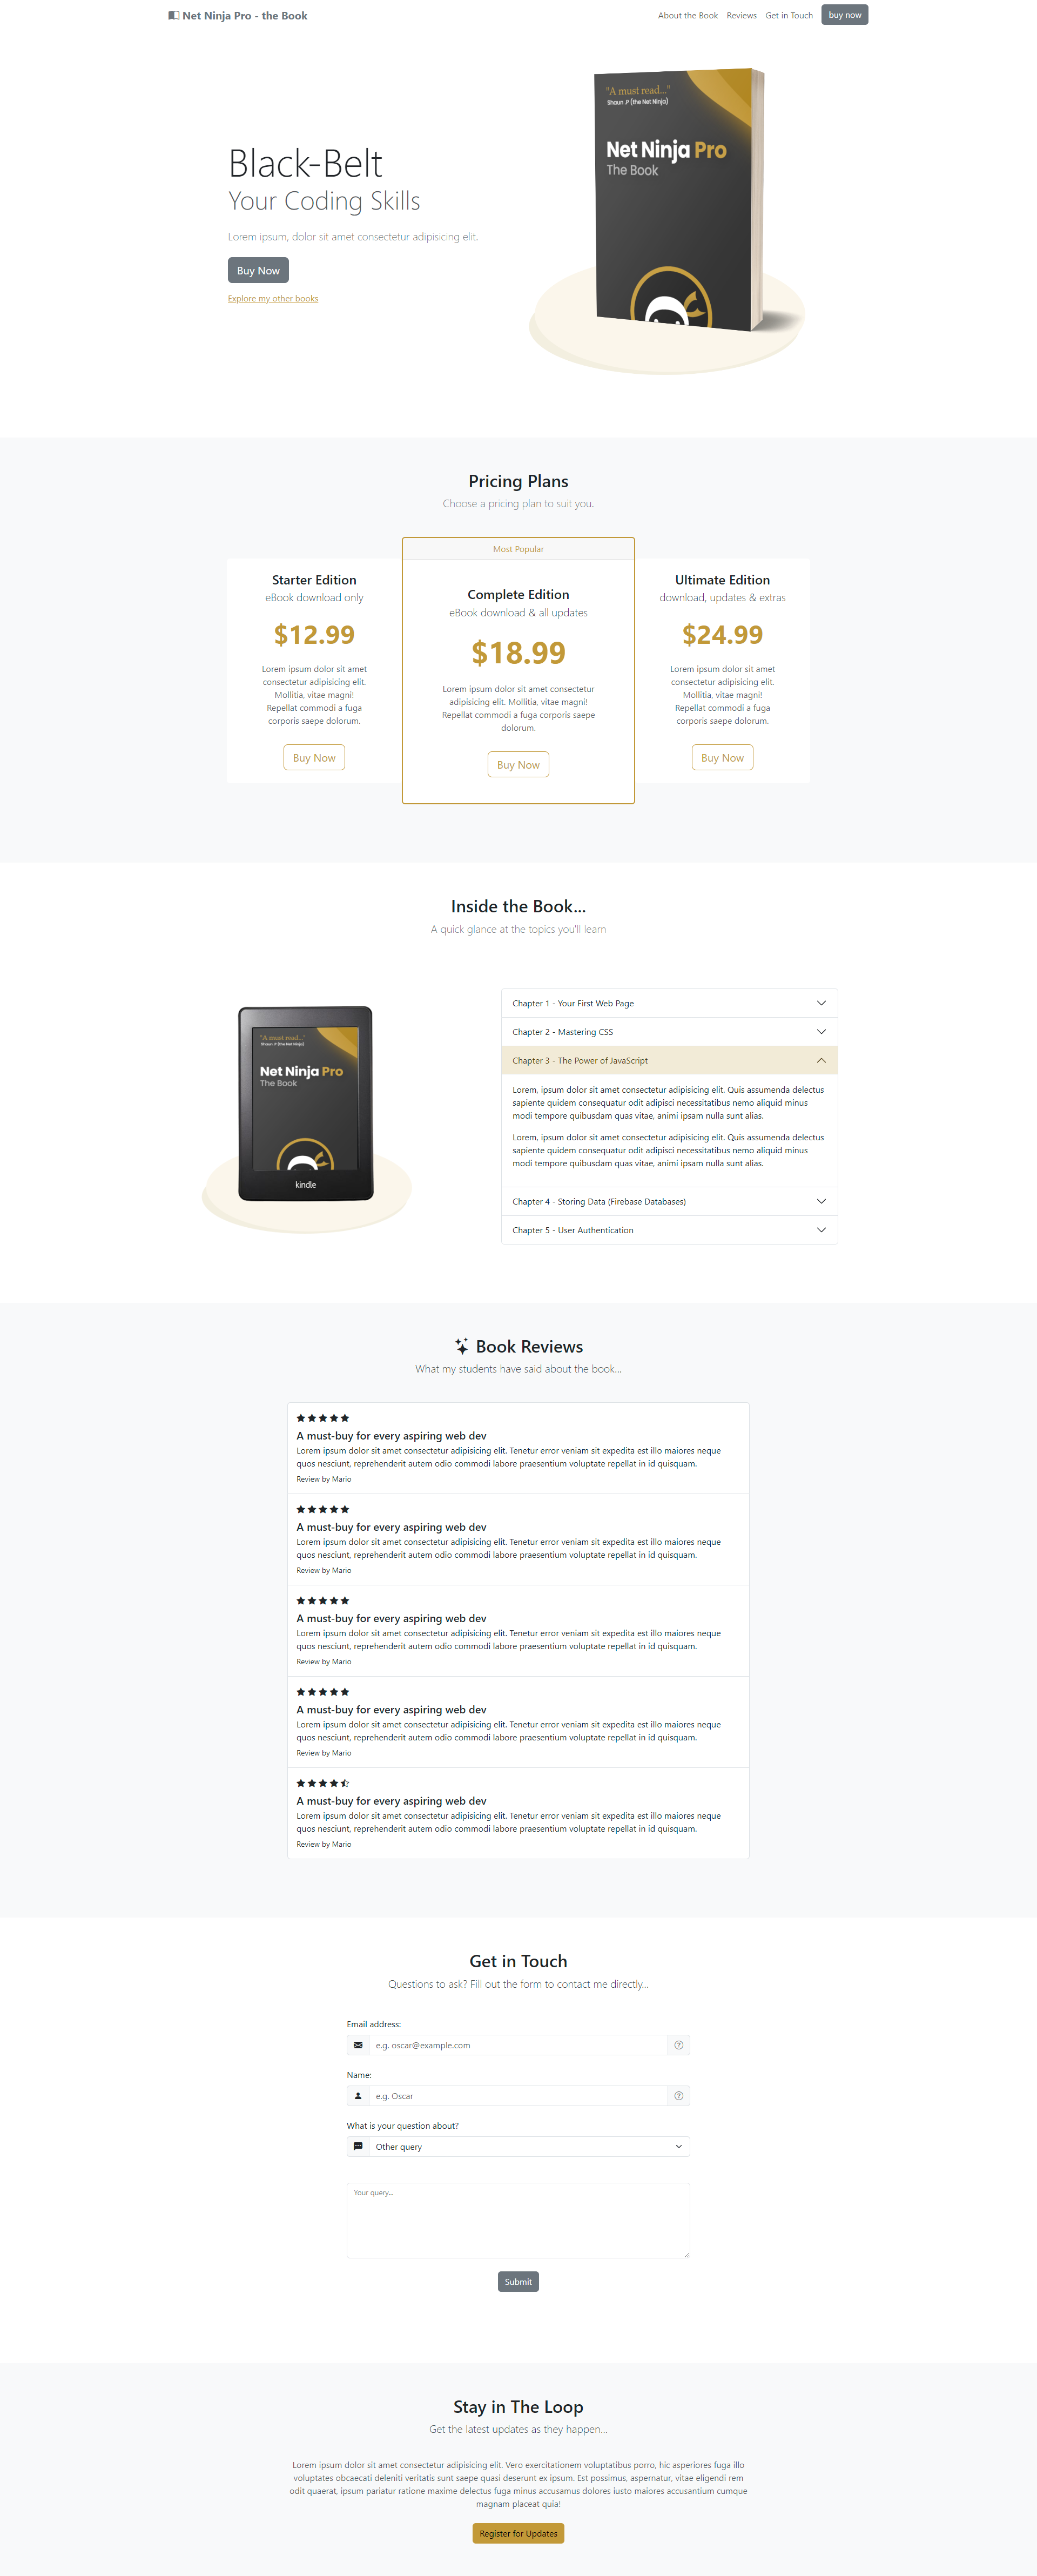 Net Ninja Pro - the Book
About the Book
Reviews
Get in Touch
buy now
"A must read..."
Shaun .P (the Net Ninja)
Net Ninja Pro
The Book
Black-Belt
Your Coding Skills
Lorem ipsum, dolor sit amet consectetur adipisicing elit.
Buy Now
Explore my other books
Pricing Plans
Choose a pricing plan to suit you.
Starter Edition
eBook download only
$12.99
Lorem ipsum dolor sit amet
consectetur adipisicing elit.
Mollitia, vitae magni!
Repellat commodi a fuga
corporis saepe dolorum.
Buy Now
Most Popular
Complete Edition
eBook download & all updates
$18.99
Lorem ipsum dolor sit amet consectetur
adipisicing elit. Mollitia, vitae magni!
Repellat commodi a fuga corporis saepe
dolorum.
Buy Now
Ultimate Edition
download, updates & extras
$24.99
Lorem ipsum dolor sit amet
consectetur adipisicing elit.
Mollitia, vitae magni!
Repellat commodi a fuga
corporis saepe dolorum.
Buy Now
Inside the Book...
A quick glance at the topics you'll learn
"A must read..."
Shaun .P (the Net Ninja)
Net Ninja Pro
The Book
kindle
Chapter 1 - Your First Web Page
Chapter 2 - Mastering CSS
Chapter 3 - The Power of JavaScript
Lorem, ipsum dolor sit amet consectetur adipisicing elit. Quis assumenda delectus
sapiente quidem consequatur odit adipisci necessitatibus nemo aliquid minus
modi tempore quibusdam quas vitae, animi ipsam nulla sunt alias.
Lorem, ipsum dolor sit amet consectetur adipisicing elit. Quis assumenda delectus
sapiente quidem consequatur odit adipisci necessitatibus nemo aliquid minus
modi tempore quibusdam quas vitae, animi ipsam nulla sunt alias.
Chapter 4 - Storing Data (Firebase Databases)
Chapter 5 - User Authentication
Book Reviews
What my students have said about the book...
A must-buy for every aspiring web dev
Lorem ipsum dolor sit amet consectetur adipisicing elit. Tenetur error veniam sit expedita est illo maiores neque
quos nesciunt, reprehenderit autem odio commodi labore praesentium voluptate repellat in id quisquam.
Review by Mario
A must-buy for every aspiring web dev
Lorem ipsum dolor sit amet consectetur adipisicing elit. Tenetur error veniam sit expedita est illo maiores neque
quos nesciunt, reprehenderit autem odio commodi labore praesentium voluptate repellat in id quisquam.
Review by Mario
A must-buy for every aspiring web dev
Lorem ipsum dolor sit amet consectetur adipisicing elit. Tenetur error veniam sit expedita est illo maiores neque
quos nesciunt, reprehenderit autem odio commodi labore praesentium voluptate repellat in id quisquam.
Review by Mario
A must-buy for every aspiring web dev
Lorem ipsum dolor sit amet consectetur adipisicing elit. Tenetur error veniam sit expedita est illo maiores neque
quos nesciunt, reprehenderit autem odio commodi labore praesentium voluptate repellat in id quisquam.
Review by Mario
A must-buy for every aspiring web dev
Lorem ipsum dolor sit amet consectetur adipisicing elit. Tenetur error veniam sit expedita est illo maiores neque
quos nesciunt, reprehenderit autem odio commodi labore praesentium voluptate repellat in id quisquam.
Review by Mario
Get in Touch
Questions to ask? Fill out the form to contact me directly...
Email address:
e.g. oscar@example.com
Name:
e.g. Oscar
What is your question about?
Other query
Your query...
Submit
Stay in The Loop
Get the latest updates as they happen...
Lorem ipsum dolor sit amet consectetur adipisicing elit. Vero exercitationem voluptatibus porro, hic asperiores fuga illo
voluptates obcaecati deleniti veritatis sunt saepe quasi deserunt ex ipsum. Est possimus, aspernatur, vitae eligendi rem
odit quaerat, ipsum pariatur ratione maxime delectus fuga minus accusamus dolores iusto maiores accusantium cumque
magnam placeat quia!
Register for Updates